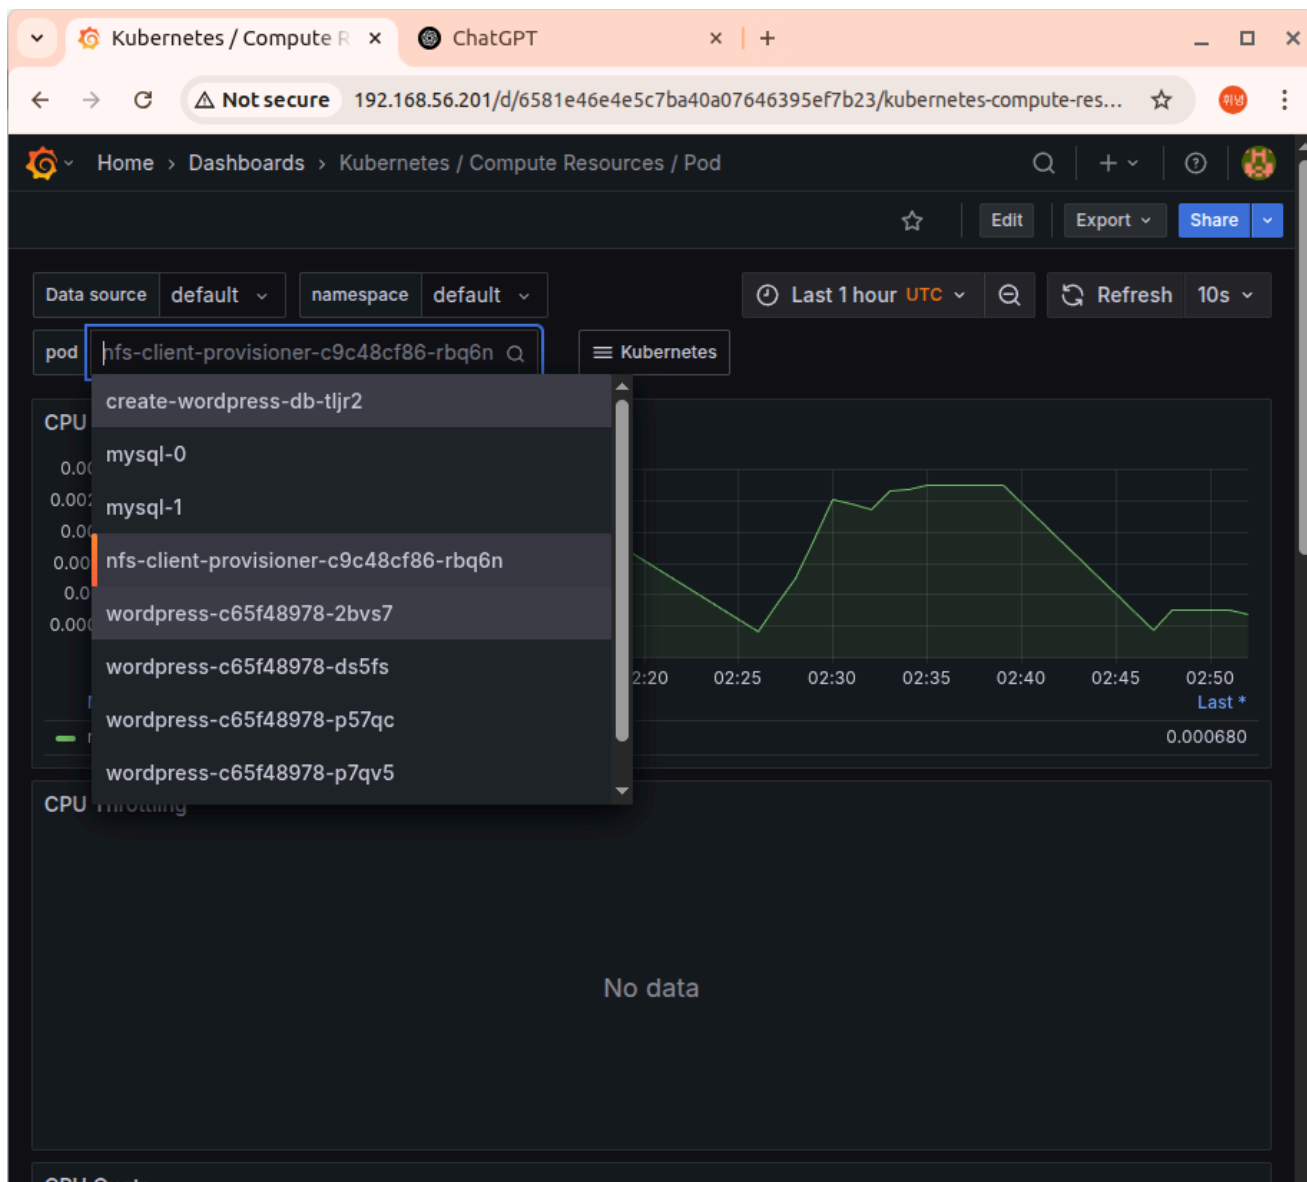 Kubernetes / Compute R
ChatGPT
Not secure 192.168.56.201/d/6581e46e4e5c7ba40a07646395ef7b23/kubernetes-compute-res...
휘녕
Home › Dashboards › Kubernetes / Compute Resources / Pod
Edit Export Share
Data source default namespace default Last 1 hour UTC Refresh 10s
pod nfs-client-provisioner-c9c48cf86-rbq6n Kubernetes
create-wordpress-db-tljr2
mysql-0
mysql-1
nfs-client-provisioner-c9c48cf86-rbq6n
wordpress-c65f48978-2bvs7
wordpress-c65f48978-ds5fs
wordpress-c65f48978-p57qc
wordpress-c65f48978-p7qv5
CPU
02:25 02:30 02:35 02:40 02:45 02:50
Last *
0.000680
CPU Throttling
No data